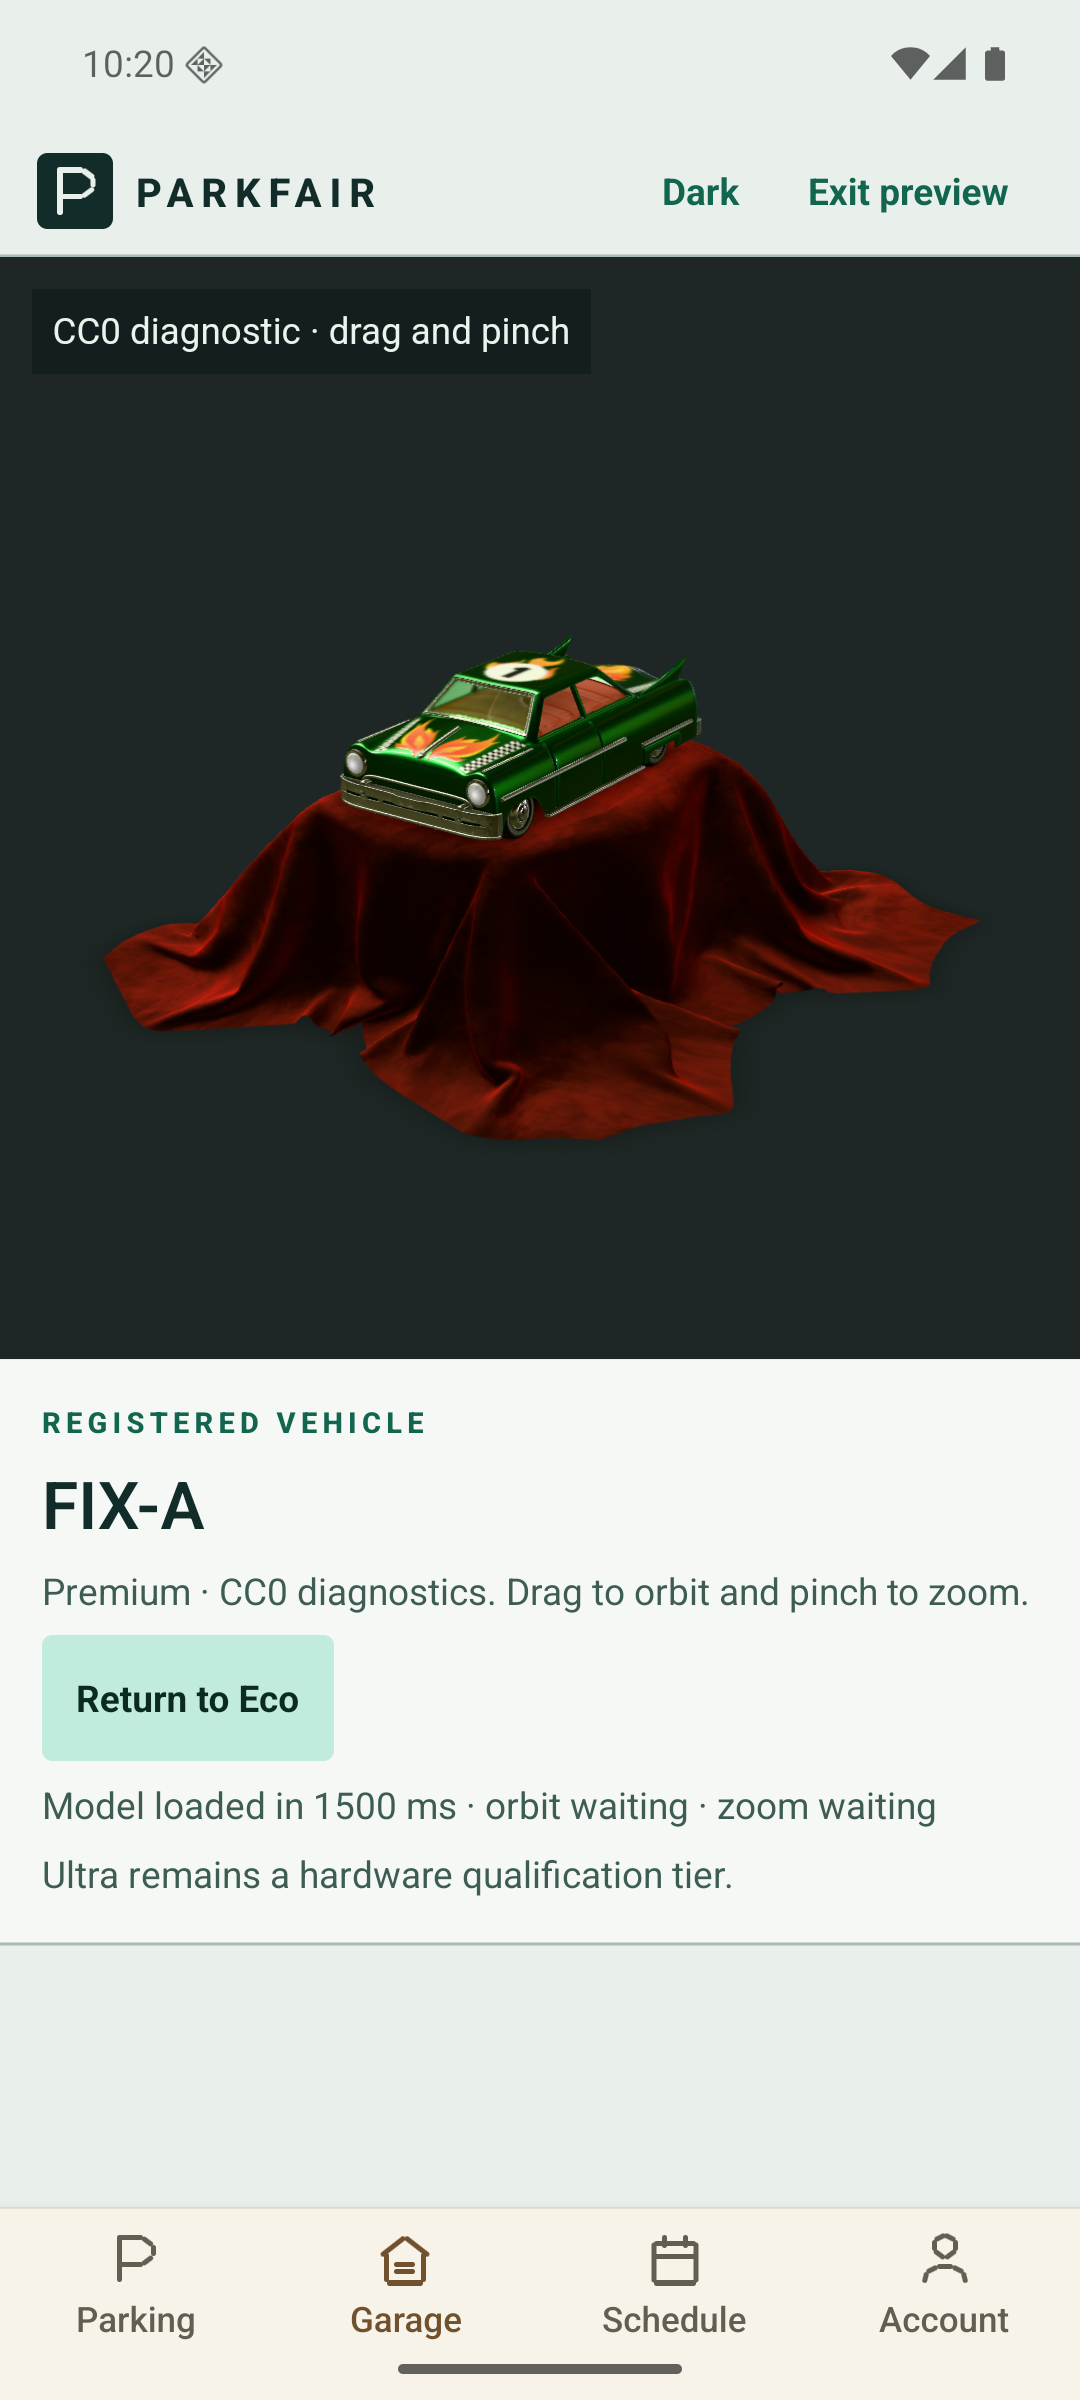 10:20
PARKFAIR
Dark
Exit preview
CC0 diagnostic · drag and pinch
1
REGISTERED VEHICLE
FIX-A
Premium · CC0 diagnostics. Drag to orbit and pinch to zoom.
Return to Eco
Model loaded in 1500 ms · orbit waiting · zoom waiting
Ultra remains a hardware qualification tier.
Parking
Garage
Schedule
Account